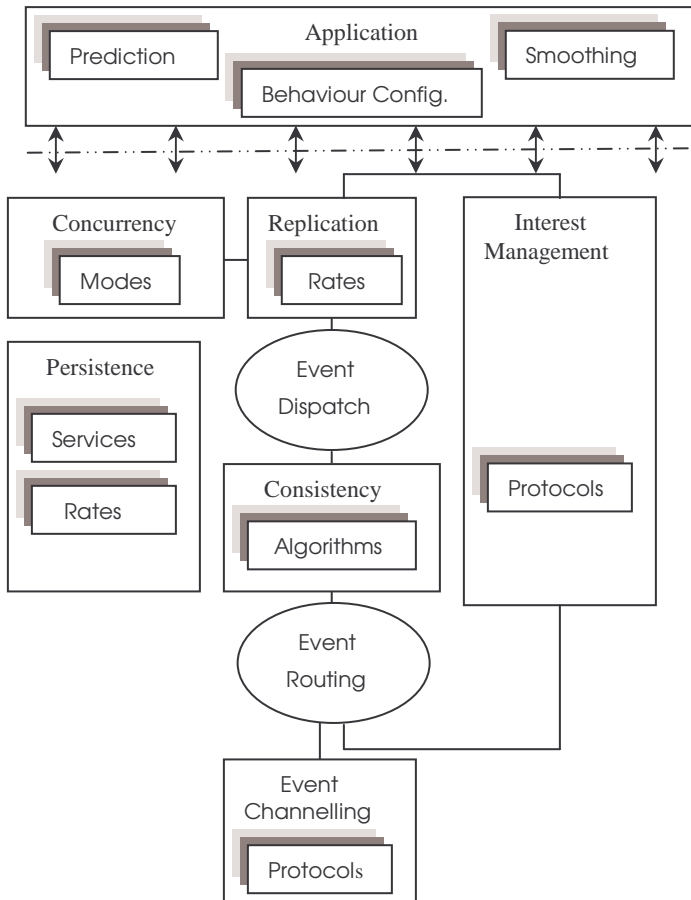 Application
Prediction
Smoothing
Behaviour Config.
Concurrency
Modes
Replication
Rates
Interest
Management
Protocols
Persistence
Services
Rates
Event
Dispatch
Consistency
Algorithms
Event
Routing
Event
Channelling
Protocols